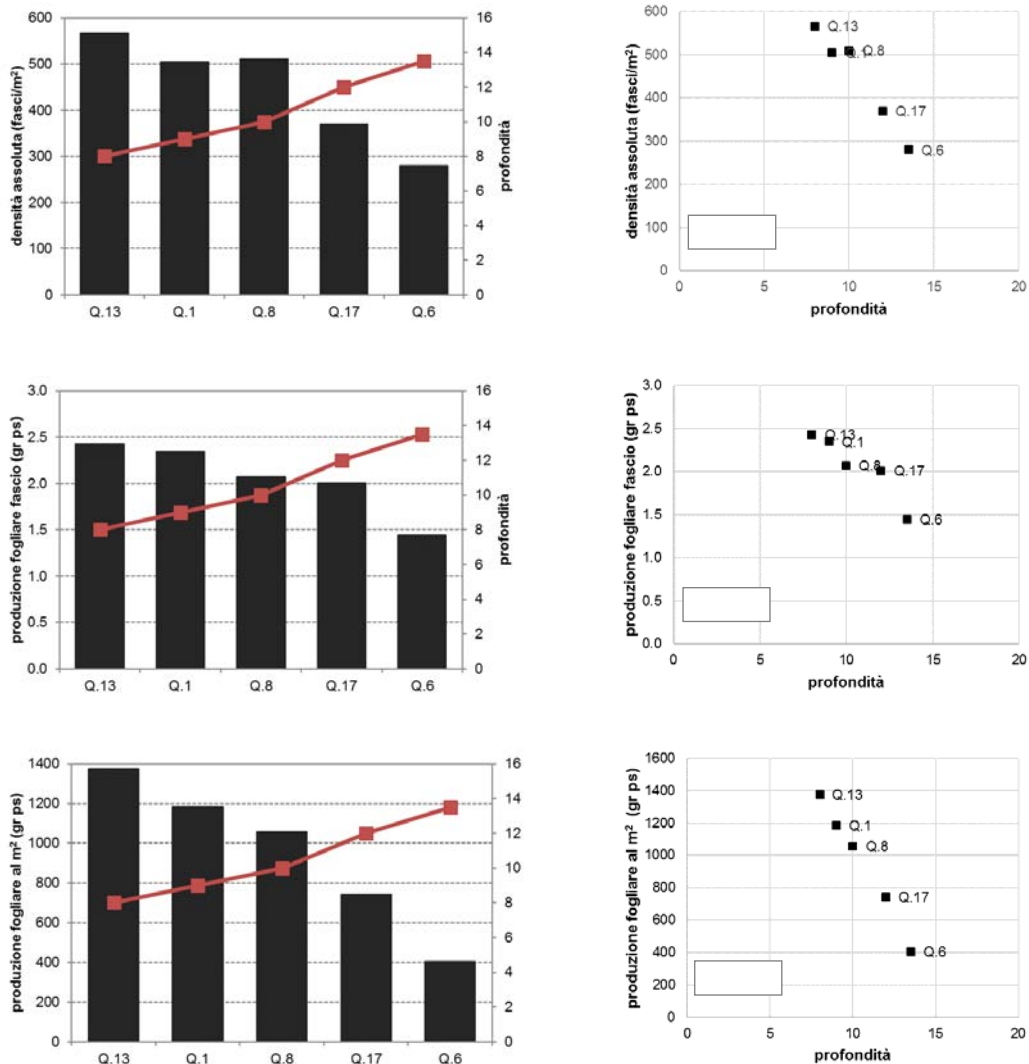 densità assoluta (fasci/m²)
600
500
400
300
200
100
0
16
14
12
10
8
6
4
2
0
profondità
Q.13 Q.1 Q.8 Q.17 Q.6
densità assoluta (fasci/m²)
600
500
400
300
200
100
0
Q.13
Q.1
Q.8
Q.17
Q.6
0 5 10 15 20
profondità
produzione fogliare fascio (gr ps)
3.0
2.5
2.0
1.5
1.0
0.5
0.0
16
14
12
10
8
6
4
2
0
profondità
Q.13 Q.1 Q.8 Q.17 Q.6
produzione fogliare fascio (gr ps)
3.0
2.5
2.0
1.5
1.0
0.5
0.0
Q.13
Q.1
Q.8
Q.17
Q.6
0 5 10 15 20
profondità
produzione fogliare al m² (gr ps)
1400
1200
1000
800
600
400
200
0
16
14
12
10
8
6
4
2
0
Q.13 Q.1 Q.8 Q.17 Q.6
produzione fogliare al m² (gr ps)
1600
1400
1200
1000
800
600
400
200
0
Q.13
Q.1
Q.8
Q.17
Q.6
0 5 10 15 20
profondità